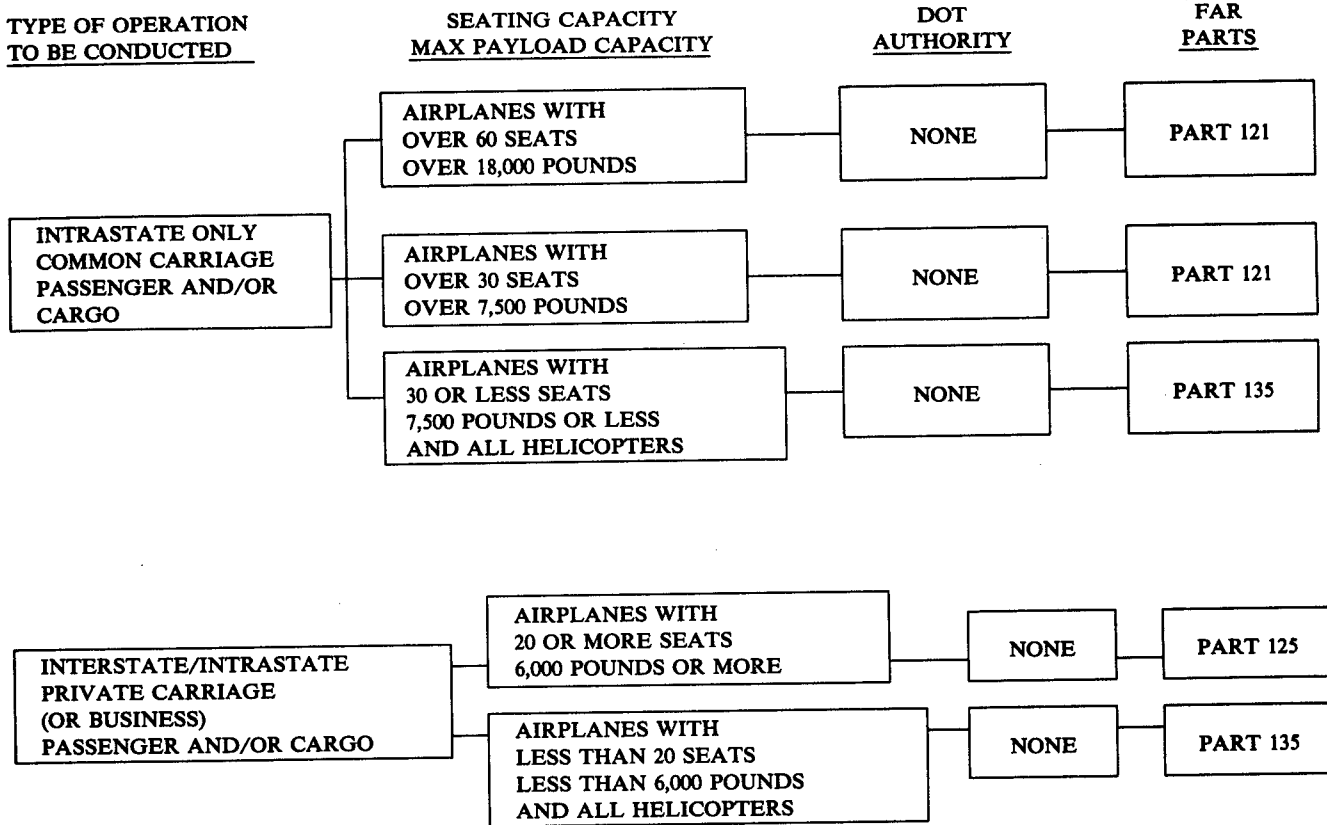 TYPE OF OPERATION
TO BE CONDUCTED
SEATING CAPACITY
MAX PAYLOAD CAPACITY
DOT
AUTHORITY
FAR
PARTS
INTRASTATE ONLY
COMMON CARRIAGE
PASSENGER AND/OR
CARGO
AIRPLANES WITH
OVER 60 SEATS
OVER 18,000 POUNDS
NONE
PART 121
AIRPLANES WITH
OVER 30 SEATS
OVER 7,500 POUNDS
NONE
PART 121
AIRPLANES WITH
30 OR LESS SEATS
7,500 POUNDS OR LESS
AND ALL HELICOPTERS
NONE
PART 135
INTERSTATE/INTRASTATE
PRIVATE CARRIAGE
(OR BUSINESS)
PASSENGER AND/OR CARGO
AIRPLANES WITH
20 OR MORE SEATS
6,000 POUNDS OR MORE
NONE
PART 125
AIRPLANES WITH
LESS THAN 20 SEATS
LESS THAN 6,000 POUNDS
AND ALL HELICOPTERS
NONE
PART 135